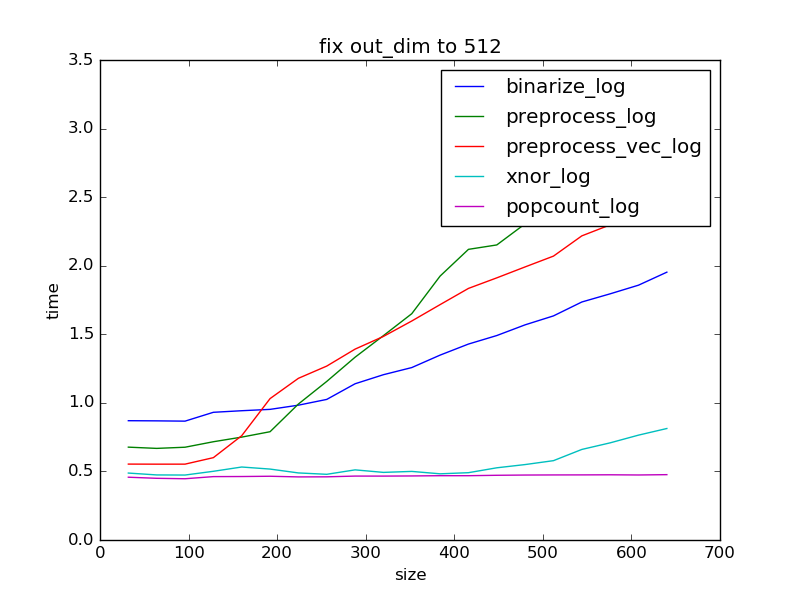 fix out_dim to 512
3.5
3.0
2.5
2.0
1.5
1.0
0.5
0.0
time
binarize_log
preprocess_log
preprocess_vec_log
xnor_log
popcount_log
0 100 200 300 400 500 600 700
size